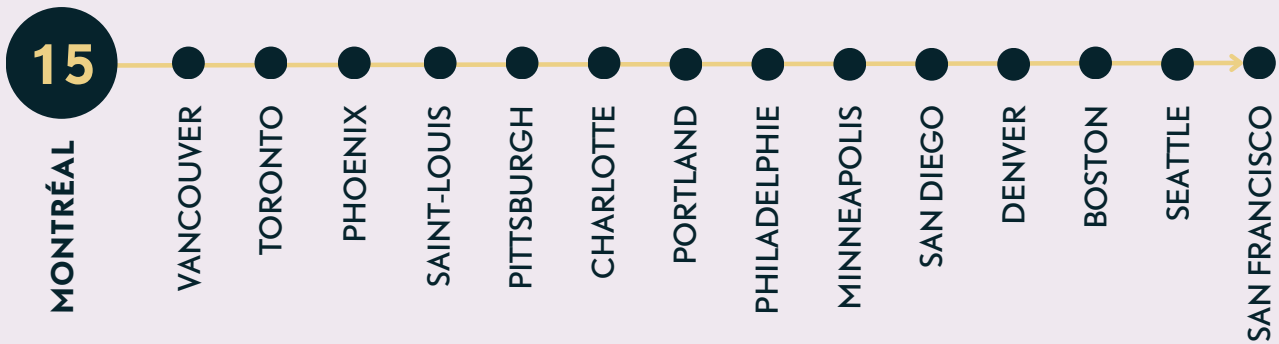 15
MONTRÉAL
VANCOUVER
TORONTO
PHOENIX
SAINT-LOUIS
PITTSBURGH
CHARLOTTE
PORTLAND
PHILADELPHIE
MINNEAPOLIS
SAN DIEGO
DENVER
BOSTON
SEATTLE
SAN FRANCISCO